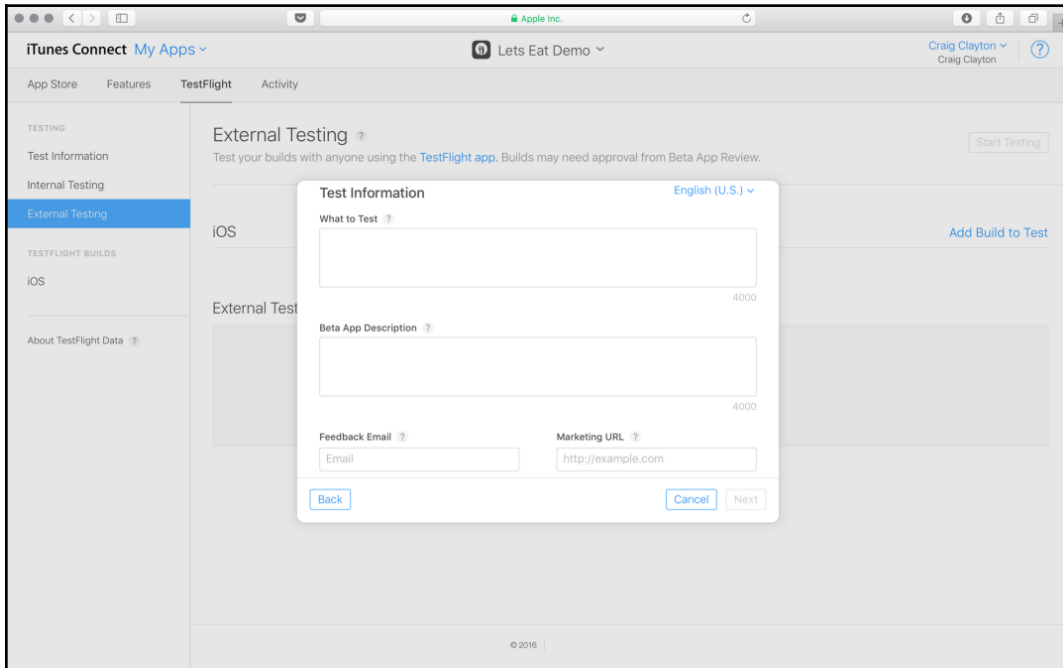 Apple Inc.
iTunes Connect My Apps
Lets Eat Demo
Craig Clayton
Craig Clayton
?
App Store Features TestFlight Activity
TESTING
Test Information
Internal Testing
External Testing
TESTFLIGHT BUILDS
iOS
About TestFlight Data ?
External Testing ?
Start Testing
Test your builds with anyone using the TestFlight app. Builds may need approval from Beta App Review.
iOS
Add Build to Test
External Test
Test Information
English (U.S.)
What to Test ?
4000
Beta App Description ?
4000
Feedback Email ?
Marketing URL ?
Email
http://example.com
Back
Cancel
Next
© 2016